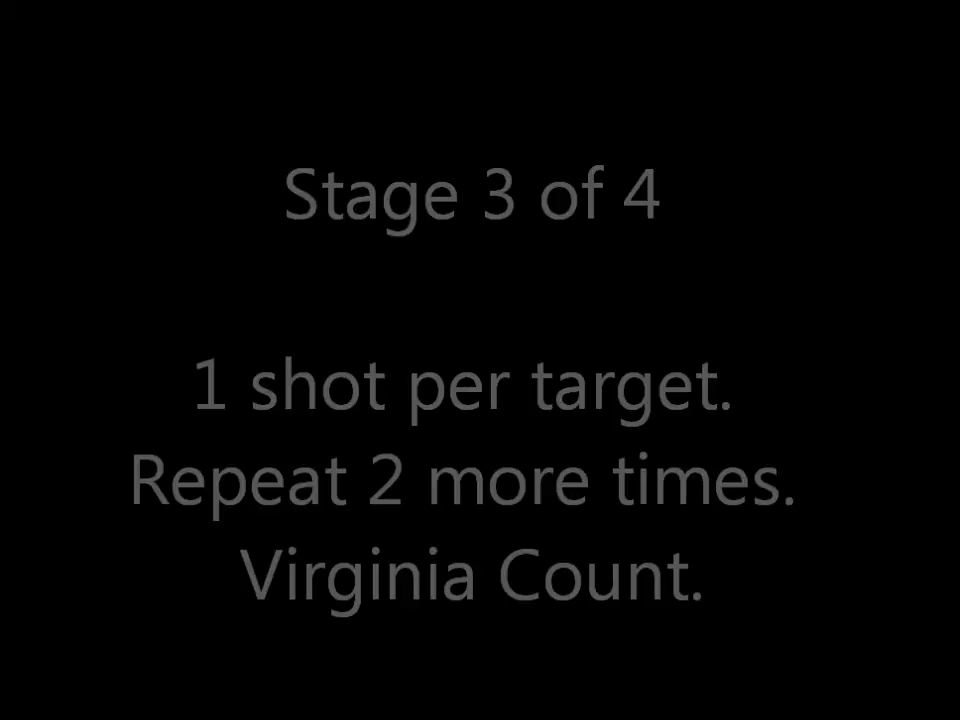 Stage 3 of 4
1 shot per target.
Repeat 2 more times.
Virginia Count.